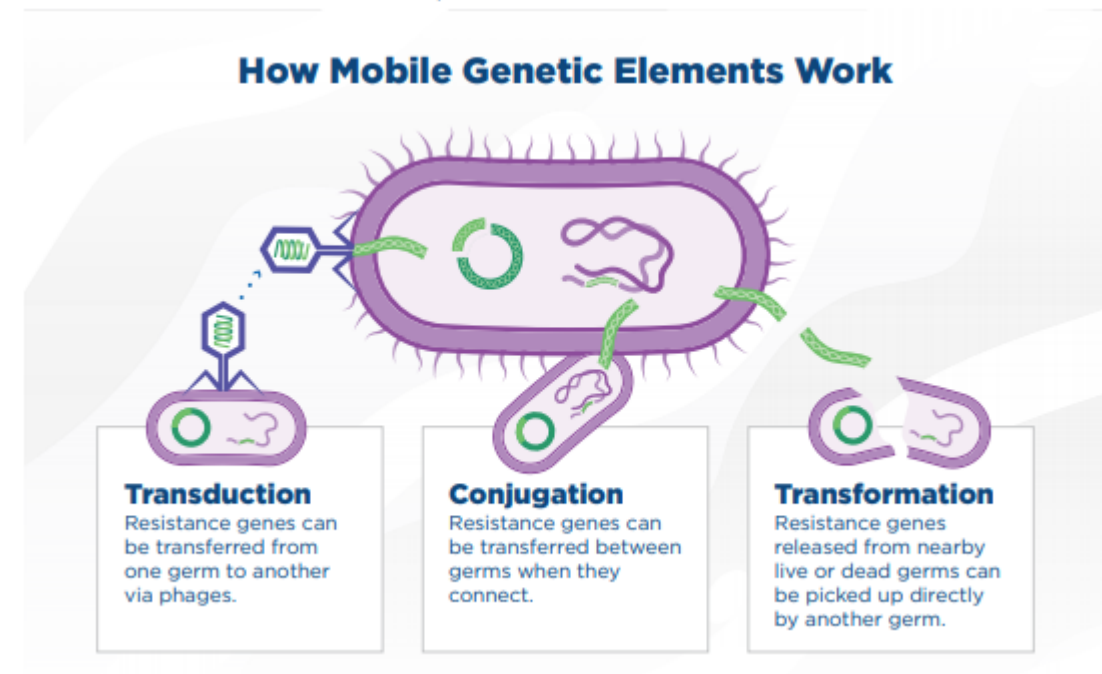 How Mobile Genetic Elements Work
Transduction
Resistance genes can
be transferred from
one germ to another
via phages.
Conjugation
Resistance genes can
be transferred between
germs when they
connect.
Transformation
Resistance genes
released from nearby
live or dead germs can
be picked up directly
by another germ.